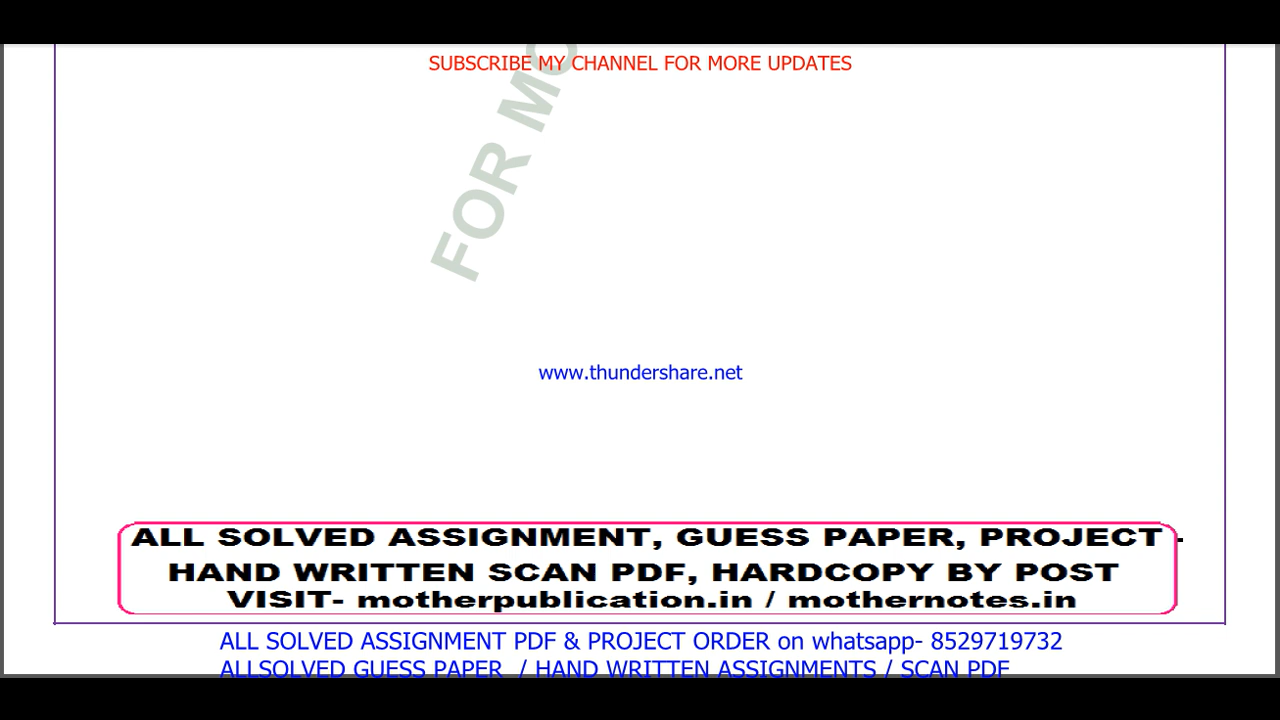 SUBSCRIBE MY CHANNEL FOR MORE UPDATES
FOR MO
www.thundershare.net
ALL SOLVED ASSIGNMENT, GUESS PAPER, PROJECT -
HAND WRITTEN SCAN PDF, HARDCOPY BY POST
VISIT- motherpublication.in / mothernotes.in
ALL SOLVED ASSIGNMENT PDF & PROJECT ORDER on whatsapp- 8529719732
ALLSOLVED GUESS PAPER / HAND WRITTEN ASSIGNMENTS / SCAN PDF